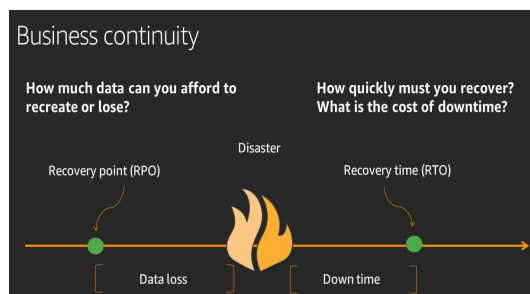 Business continuity
How much data can you afford to
recreate or lose?
How quickly must you recover?
What is the cost of downtime?
Disaster
Recovery point (RPO)
Recovery time (RTO)
Data loss
Down time